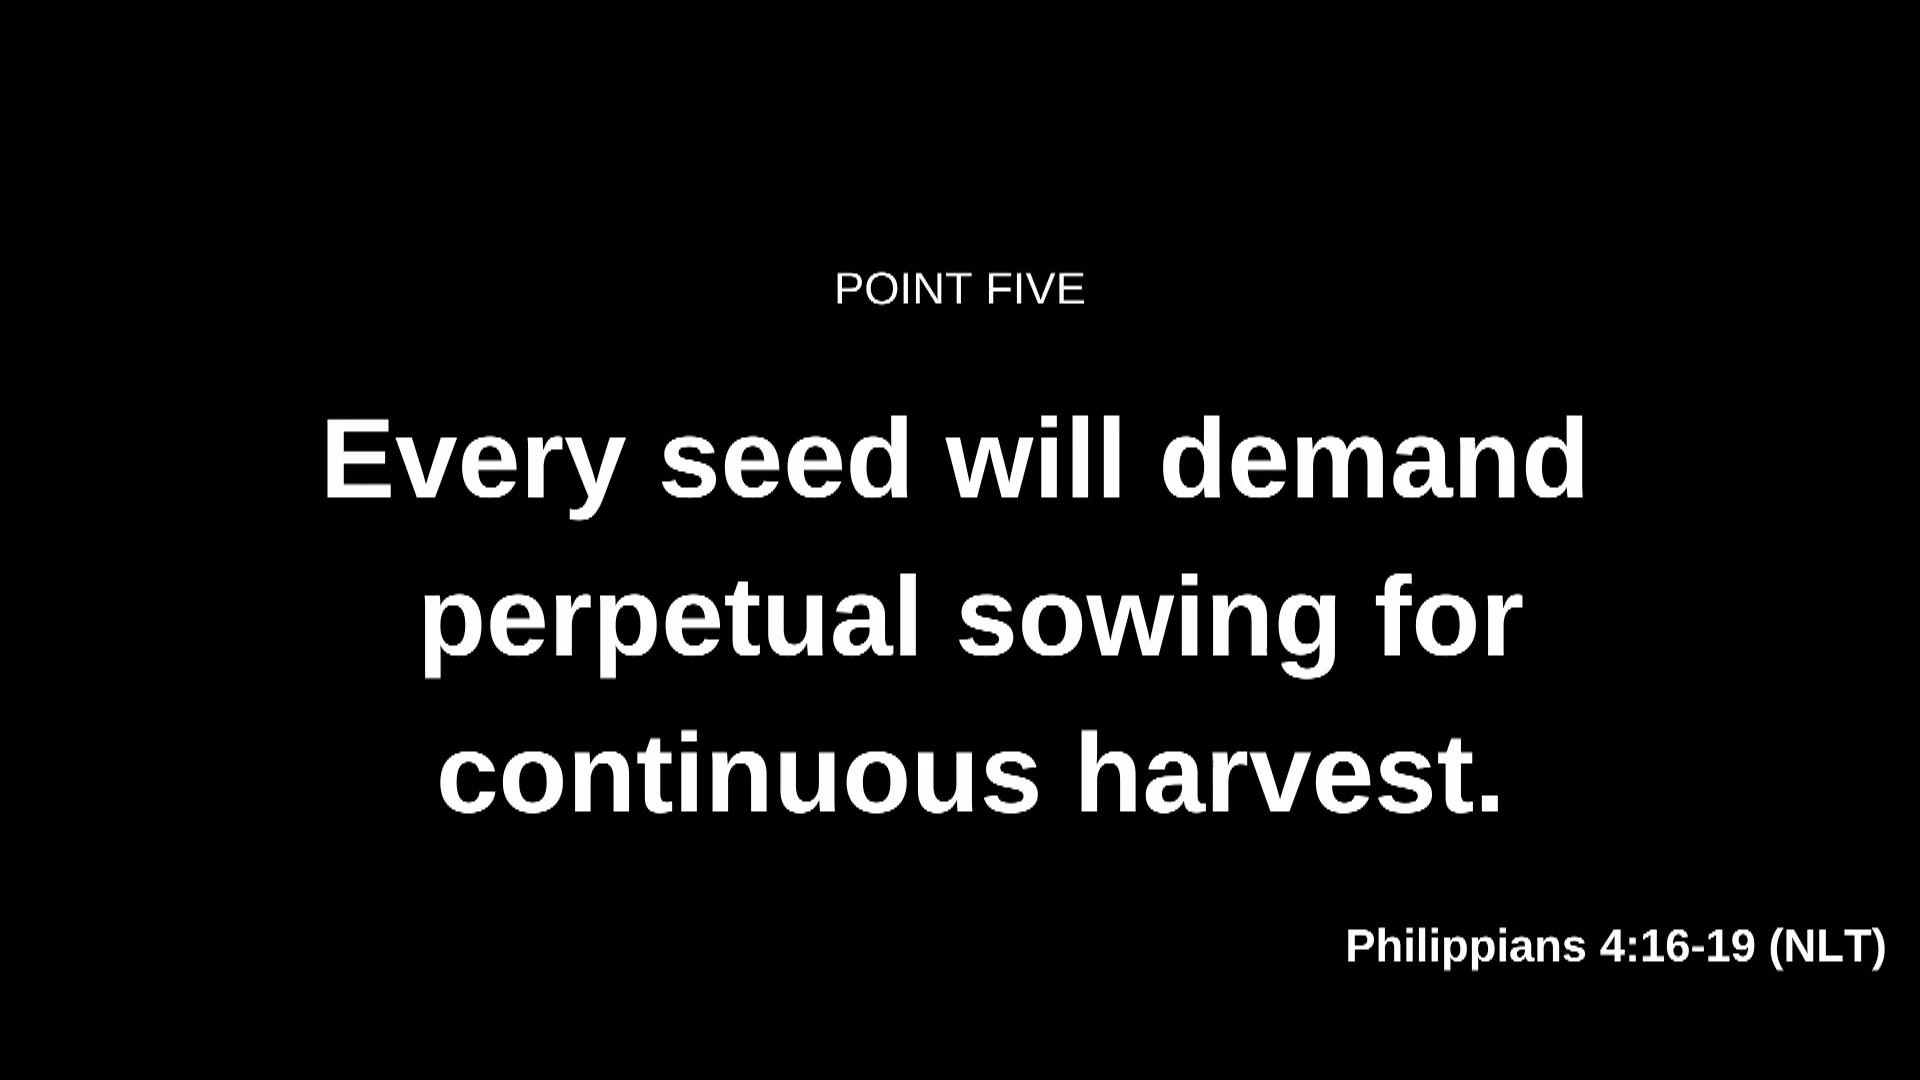 POINT FIVE
Every seed will demand
perpetual sowing for
continuous harvest.
Philippians 4:16-19 (NLT)